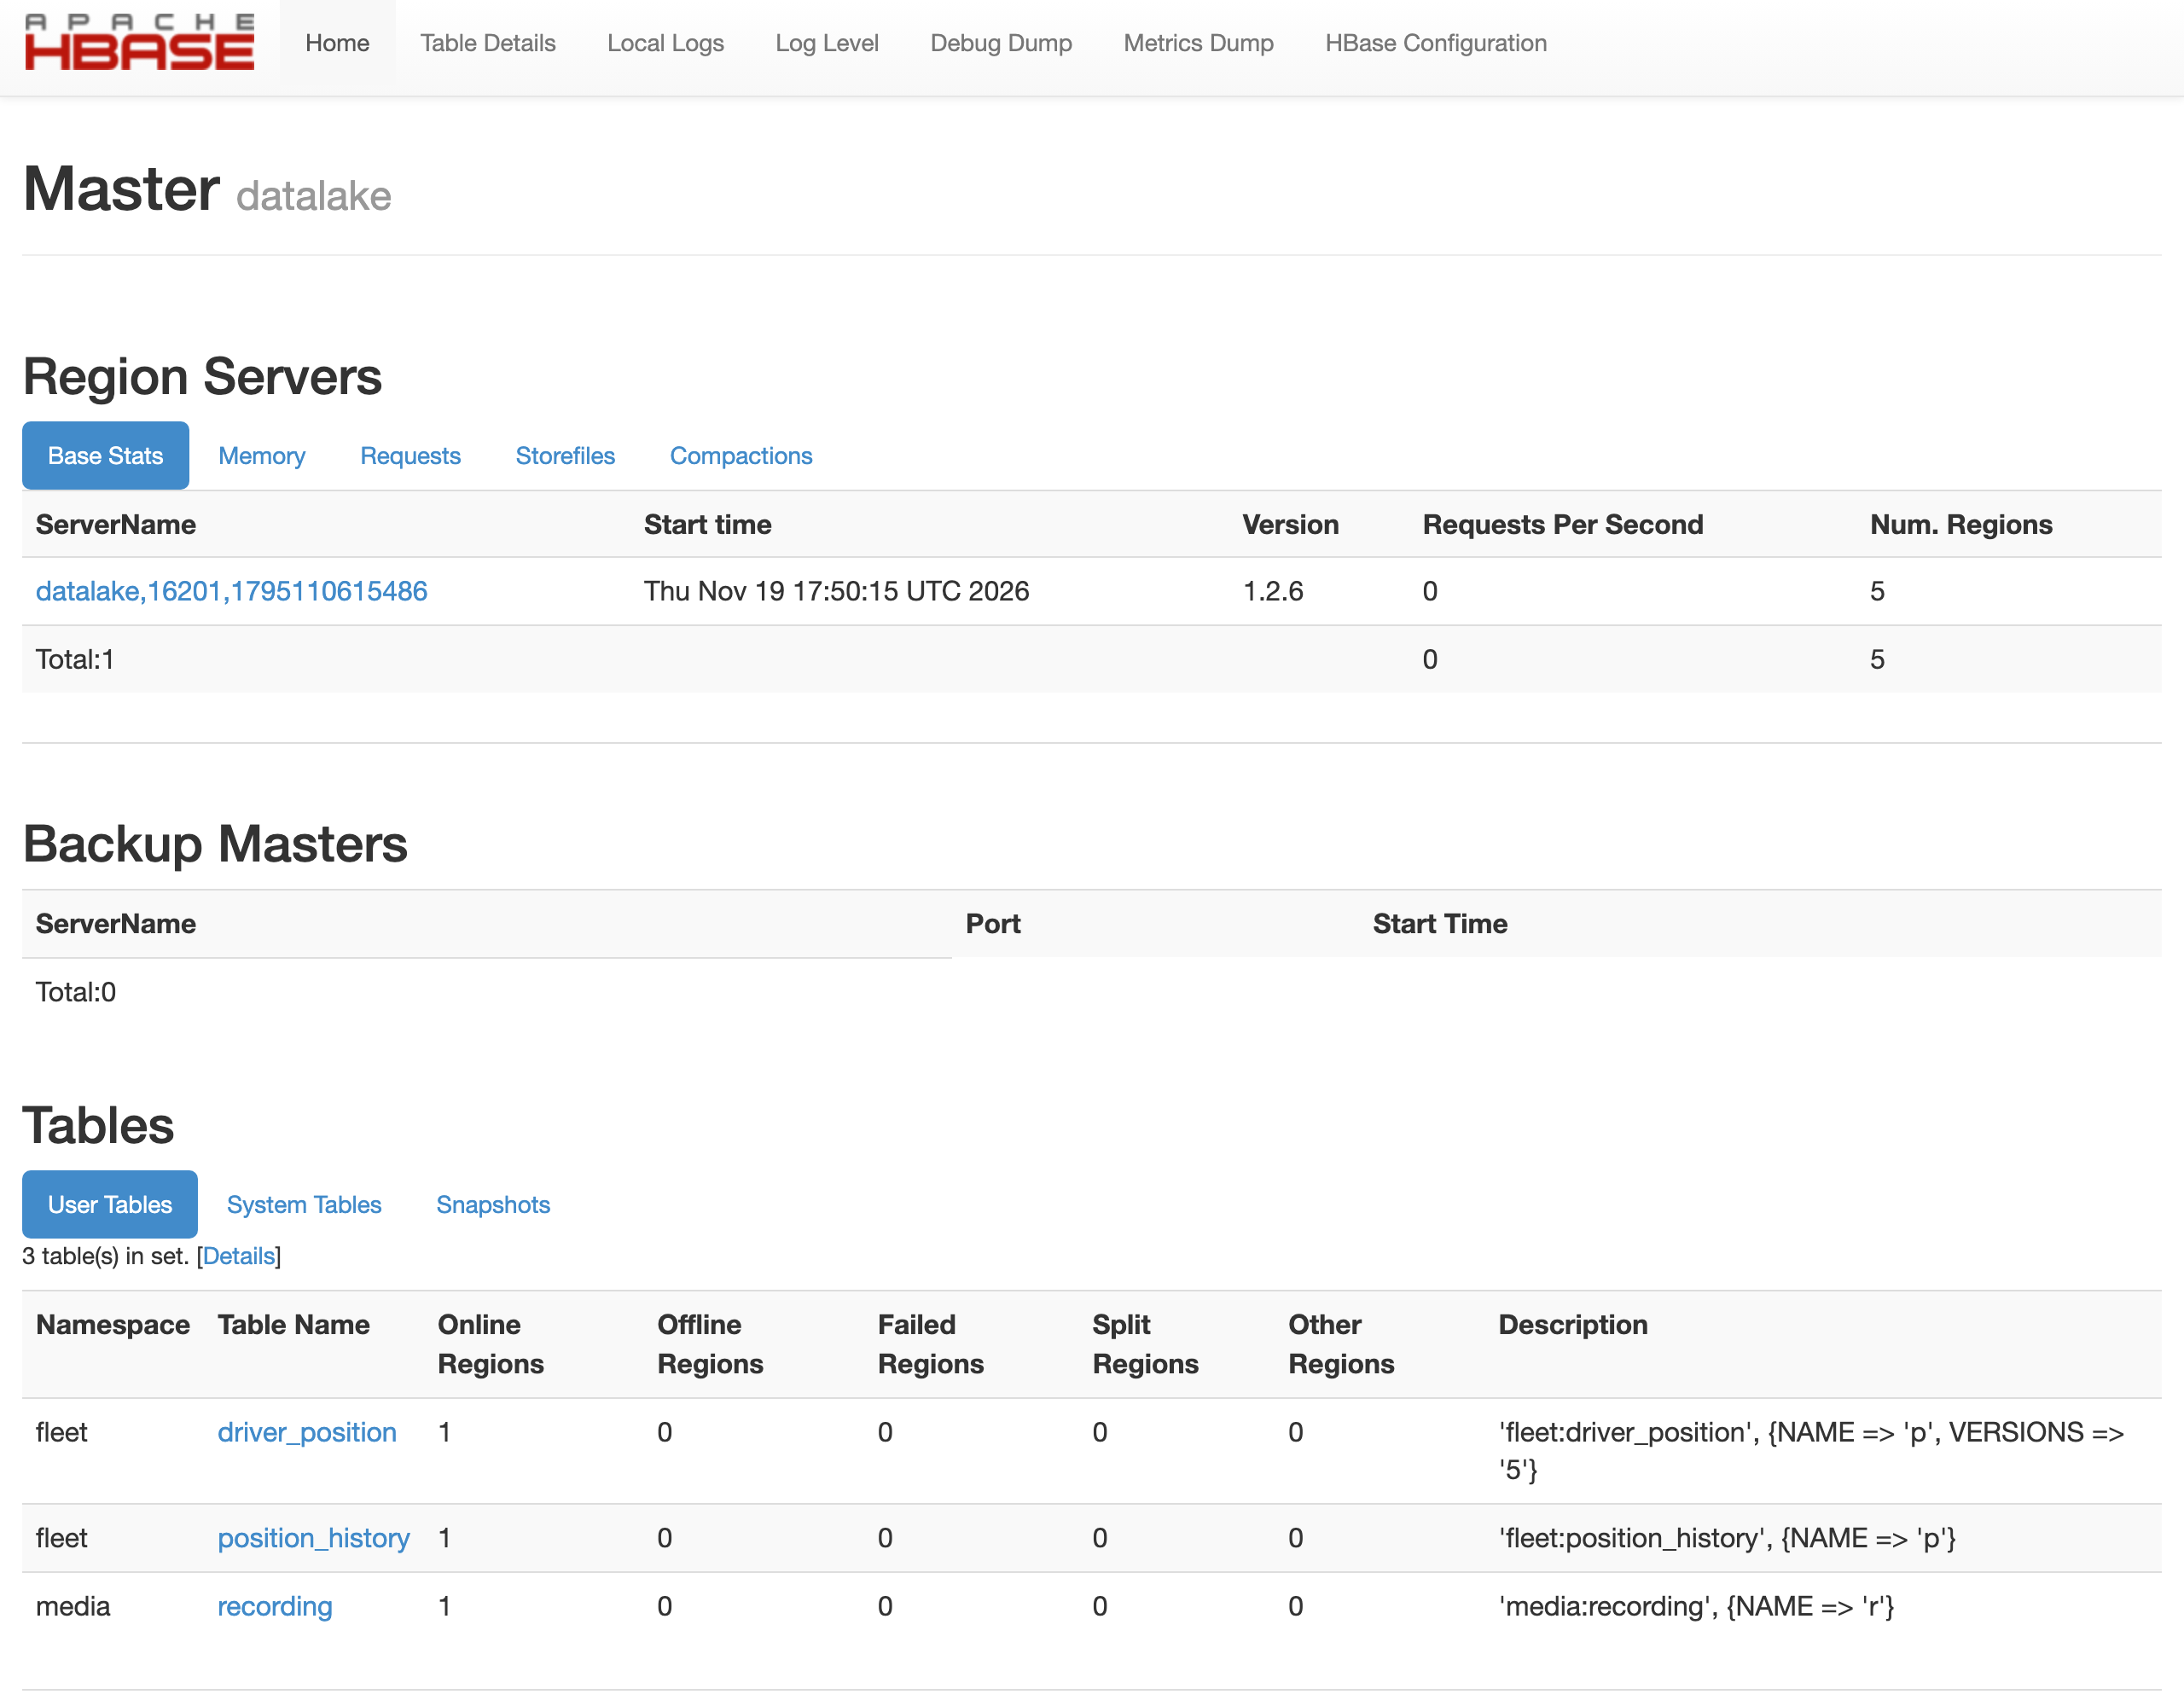 APACHE
HBASE
Home Table Details Local Logs Log Level Debug Dump Metrics Dump HBase Configuration
Master datalake
Region Servers
Base Stats Memory Requests Storefiles Compactions
ServerName Start time Version Requests Per Second Num. Regions
datalake,16201,1795110615486 Thu Nov 19 17:50:15 UTC 2026 1.2.6 0 5
Total:1 0 5
Backup Masters
ServerName Port Start Time
Total:0
Tables
User Tables System Tables Snapshots
3 table(s) in set. [Details]
Namespace Table Name Online Offline Failed Split Other Description
Regions Regions Regions Regions Regions
fleet driver_position 1 0 0 0 0 'fleet:driver_position', {NAME => 'p', VERSIONS =>
'5'}
fleet position_history 1 0 0 0 0 'fleet:position_history', {NAME => 'p'}
media recording 1 0 0 0 0 'media:recording', {NAME => 'r'}